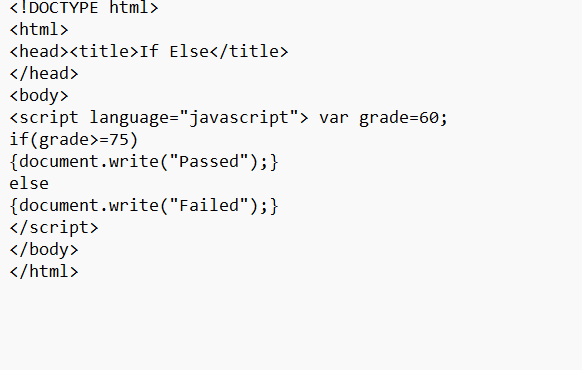 <!DOCTYPE html>
<html>
<head><title>If Else</title>
</head>
<body>
<script language="javascript"> var grade=60;
if(grade>=75)
{document.write("Passed");}
else
{document.write("Failed");}
</script>
</body>
</html>